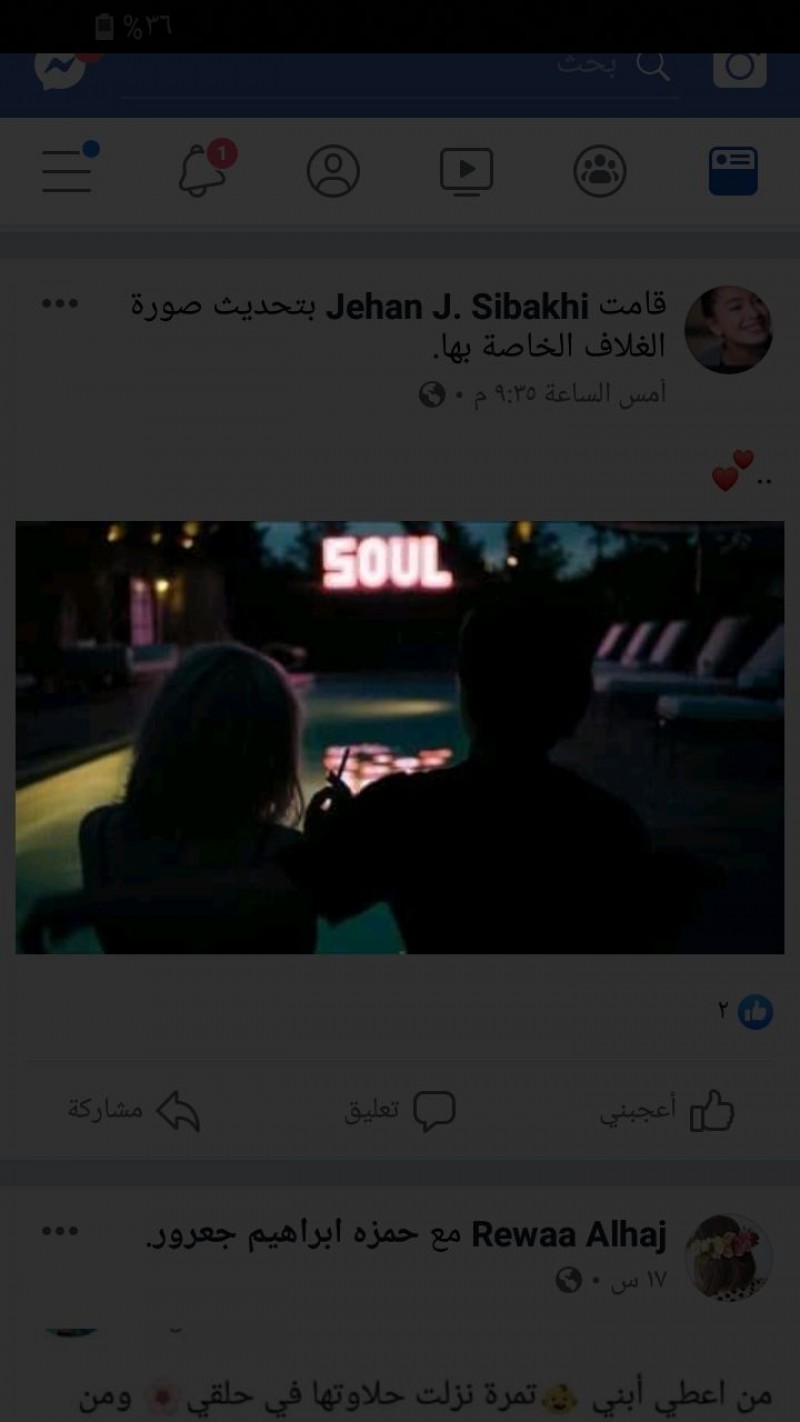 %٣٦
بحث
1
قامت Jehan J. Sibakhi بتحديث صورة
الغلاف الخاصة بها.
أمس الساعة ٩:٣٥ م •
.. 💕
SOUL
٢
أعجبني تعليق مشاركة
Rewaa Alhaj مع حمزه ابراهيم جعرور.
١٧ س •
من اعطي أبني 👶تمرة نزلت حلاوتها في حلقي🌸 ومن